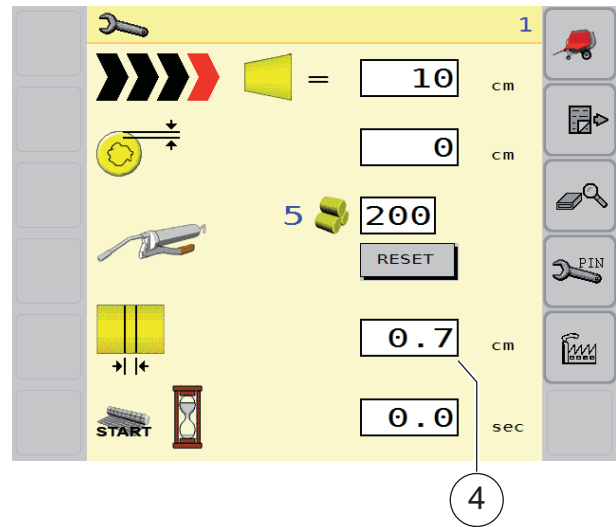 1
= 10 cm
0 cm
5 200
RESET
PIN
0.7 cm
START 0.0 sec
4